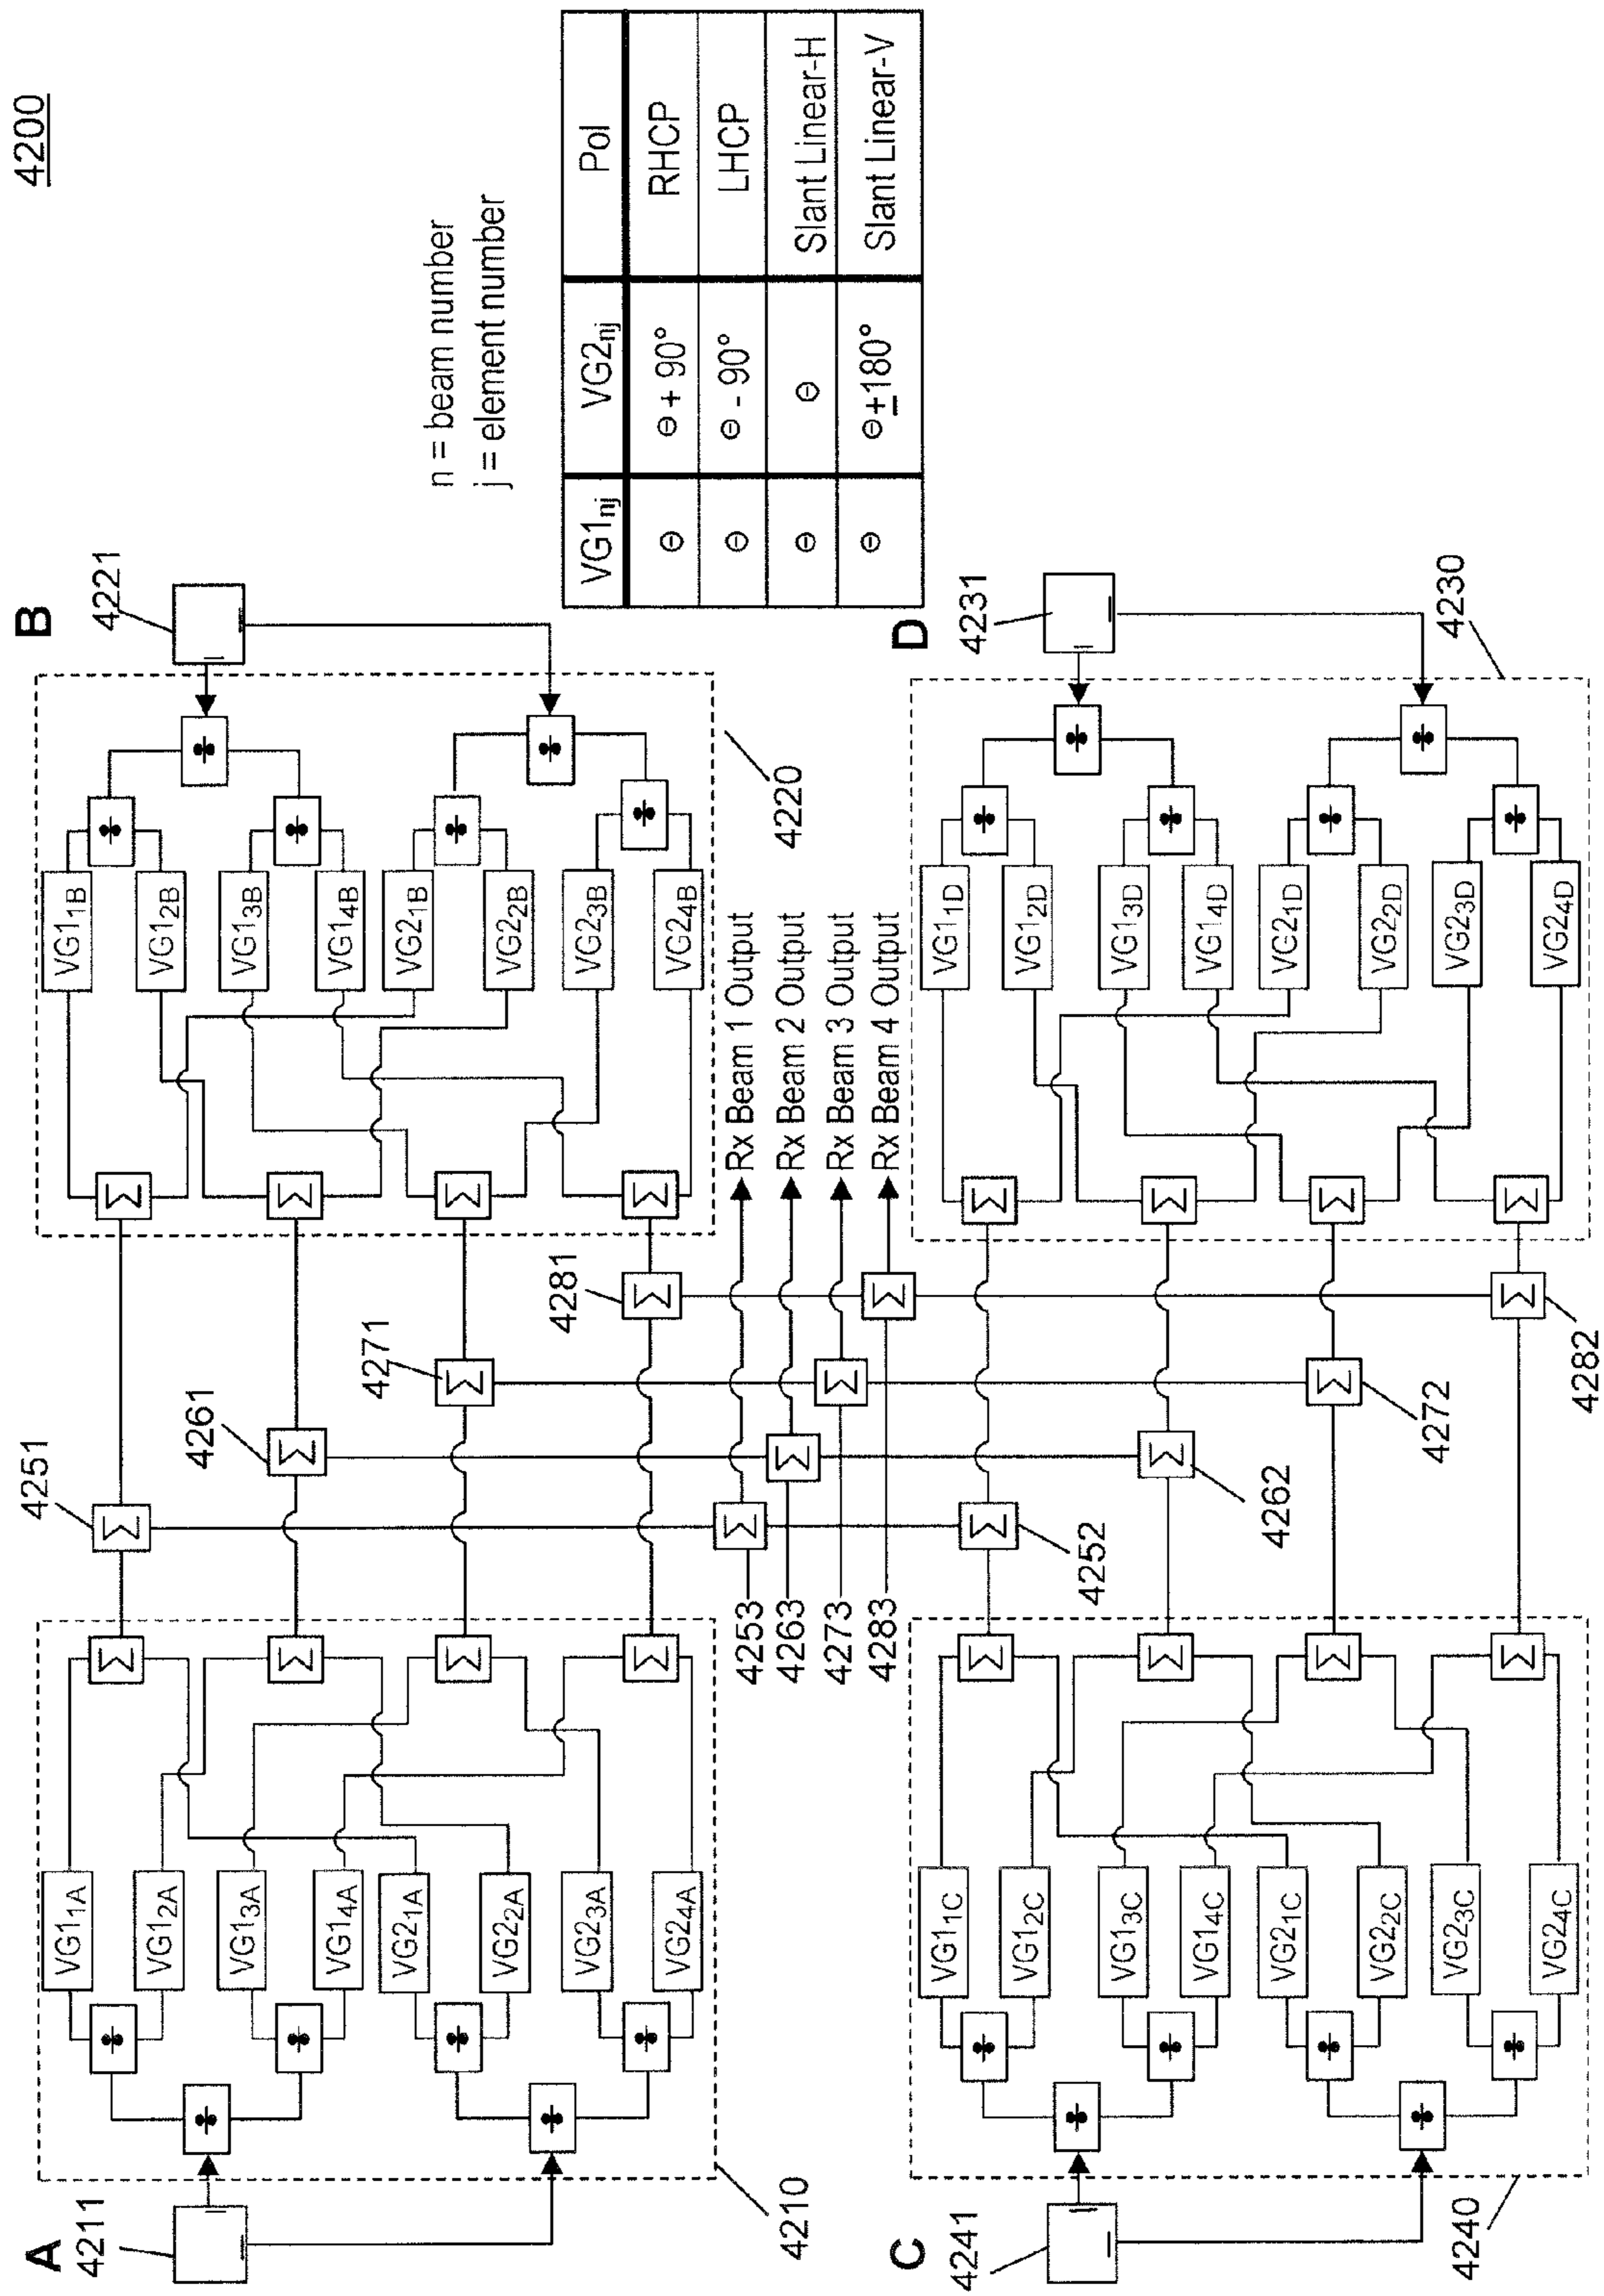 4200
A
4211
4210
VG1₁A
VG1₂A
VG1₃A
VG1₄A
VG2₁A
VG2₂A
VG2₃A
VG2₄A
Σ
Σ
Σ
Σ
4251
Σ
4261
Σ
4271
Σ
4281
Σ
B
4221
4220
VG1₁B
VG1₂B
VG1₃B
VG1₄B
VG2₁B
VG2₂B
VG2₃B
VG2₄B
Σ
Σ
Σ
Σ
n = beam number
j = element number
VG1nj VG2nj Pol
Θ Θ + 90° RHCP
Θ Θ - 90° LHCP
Θ Θ Slant Linear-H
Θ Θ±180° Slant Linear-V
4253 Σ Rx Beam 1 Output
4263 Σ Rx Beam 2 Output
4273 Σ Rx Beam 3 Output
4283 Σ Rx Beam 4 Output
C
4241
4240
VG1₁C
VG1₂C
VG1₃C
VG1₄C
VG2₁C
VG2₂C
VG2₃C
VG2₄C
Σ
Σ
Σ
Σ
Σ
4252
Σ
4262
Σ
4272
Σ
4282
D
4231
4230
VG1₁D
VG1₂D
VG1₃D
VG1₄D
VG2₁D
VG2₂D
VG2₃D
VG2₄D
Σ
Σ
Σ
Σ